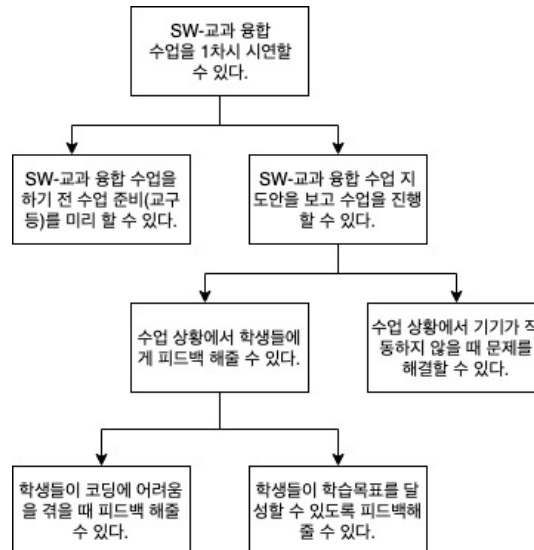 SW-교과 융합
수업을 1차시 시연할
수 있다.
SW-교과 융합 수업을
하기 전 수업 준비(교구
등)를 미리 할 수 있다.
SW-교과 융합 수업 지
도안을 보고 수업을 진행
할 수 있다.
수업 상황에서 학생들에
게 피드백 해줄 수 있다.
수업 상황에서 기기가 작
동하지 않을 때 문제를
해결할 수 있다.
학생들이 코딩에 어려움
을 겪을 때 피드백 해줄
수 있다.
학생들이 학습목표를 달
성할 수 있도록 피드백해
줄 수 있다.